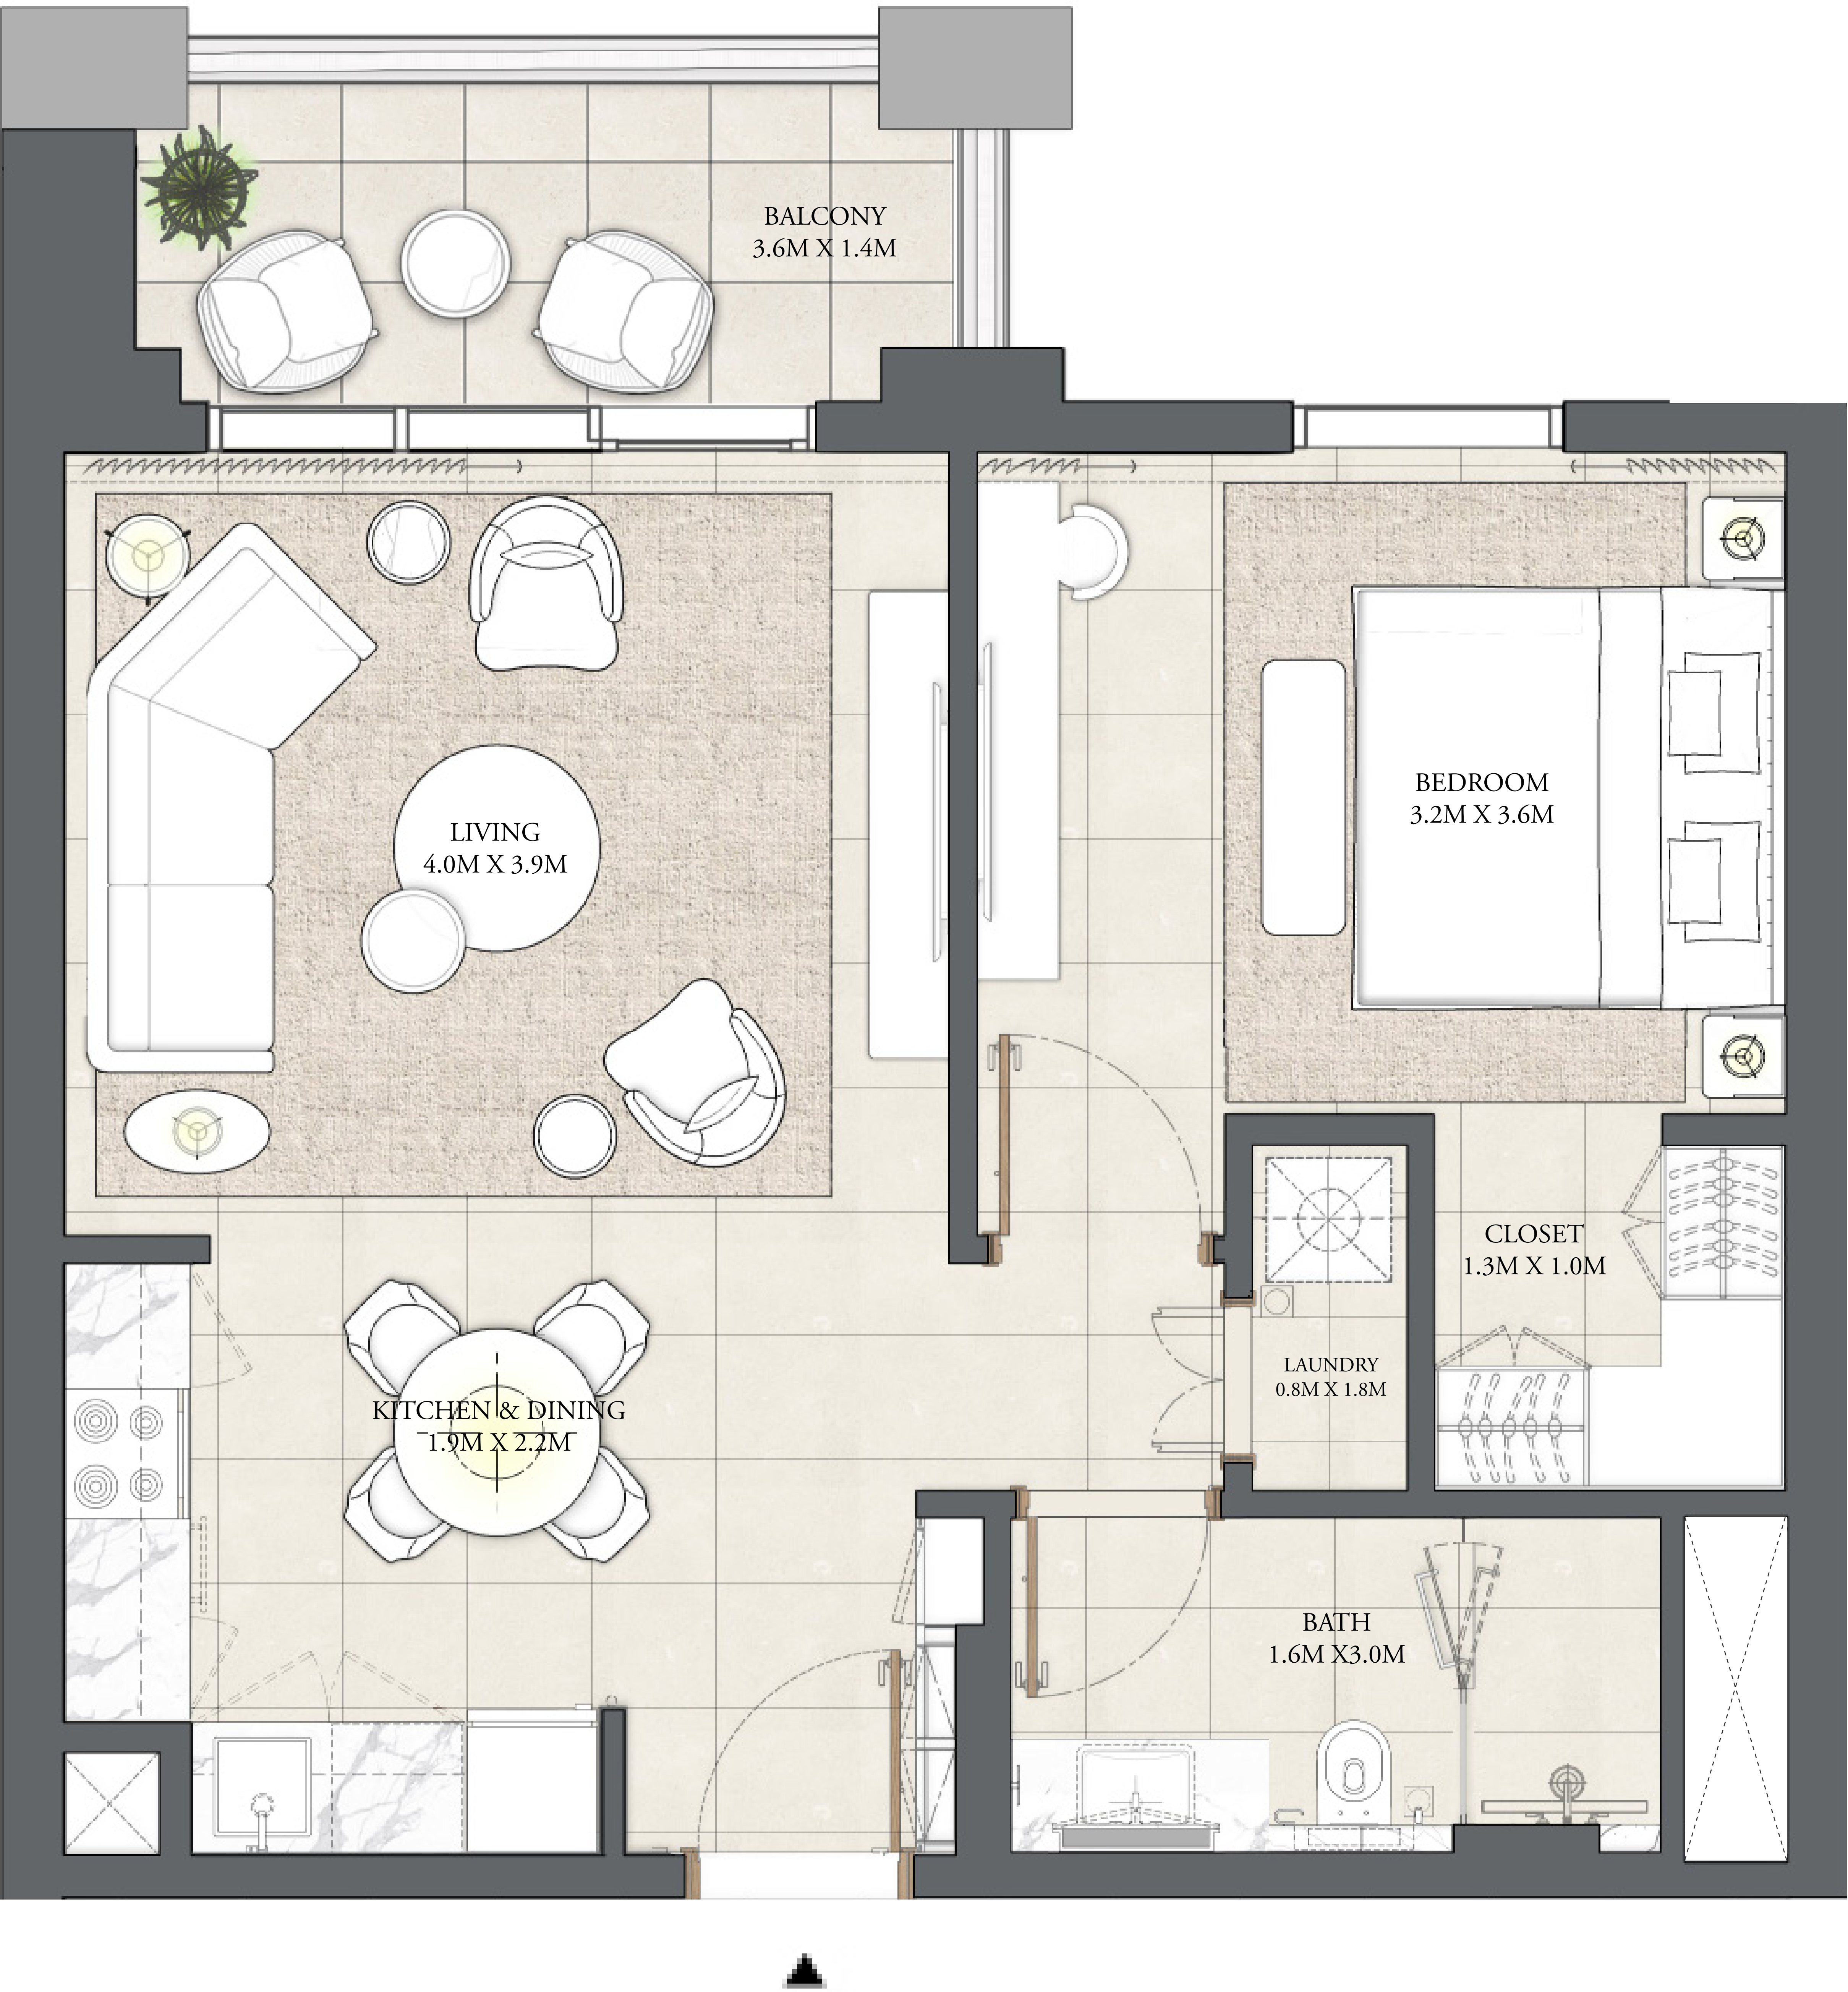 BALCONY
3.6M X 1.4M
LIVING
4.0M X 3.9M
BEDROOM
3.2M X 3.6M
CLOSET
1.3M X 1.0M
LAUNDRY
0.8M X 1.8M
KITCHEN & DINING
1.9M X 2.2M
BATH
1.6M X3.0M